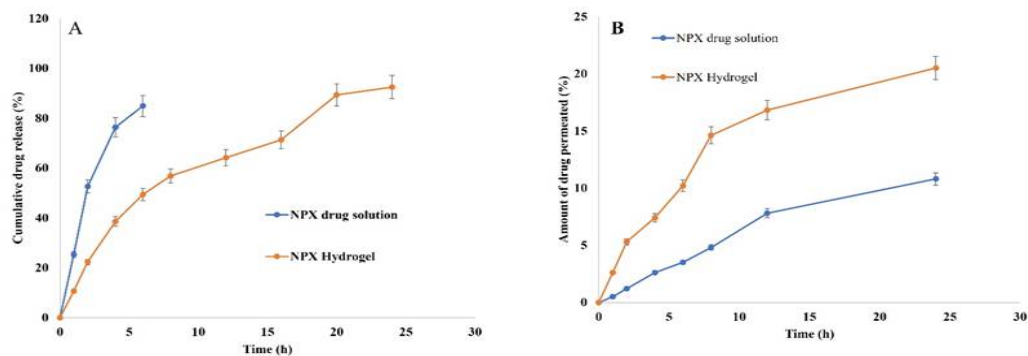 A
Cumulative drug release (%)
120
100
80
60
40
20
0
NPX drug solution
NPX Hydrogel
0 5 10 15 20 25 30
Time (h)
B
Amount of drug permeated (%)
25
20
15
10
5
0
NPX drug solution
NPX Hydrogel
0 5 10 15 20 25 30
Time (h)